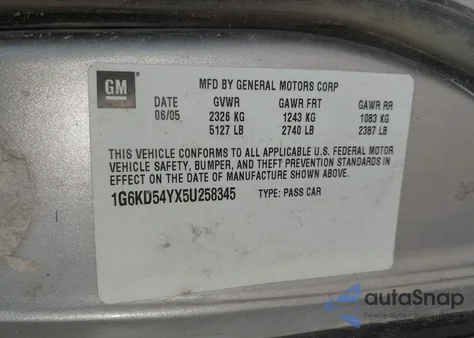 GM
MFD BY GENERAL MOTORS CORP
DATE GVWR GAWR FRT GAWR RR
06/05 2326 KG 1243 KG 1083 KG
5127 LB 2740 LB 2387 LB
THIS VEHICLE CONFORMS TO ALL APPLICABLE U.S. FEDERAL MOTOR
VEHICLE SAFETY, BUMPER, AND THEFT PREVENTION STANDARDS IN
EFFECT ON THE DATE OF MANUFACTURE SHOWN ABOVE.
1G6KD54YX5U258345 TYPE: PASS CAR
autoSnap
Pewne auto z